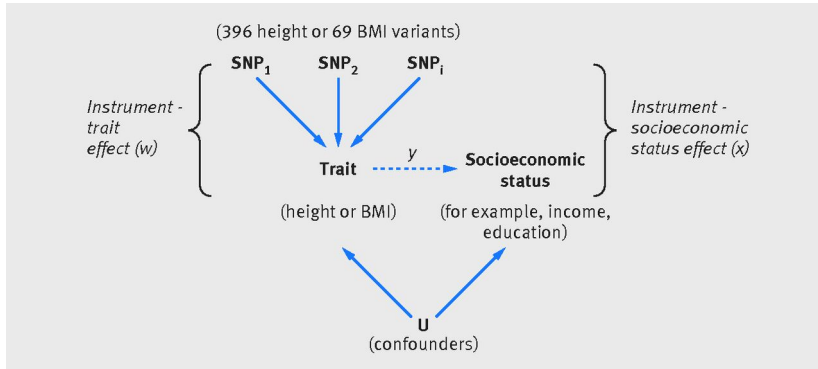 (396 height or 69 BMI variants)
SNP1 SNP2 SNPi
Instrument -
trait
effect (w)
Instrument -
socioeconomic
status effect (x)
Trait
y
Socioeconomic
status
(height or BMI)
(for example, income,
education)
U
(confounders)